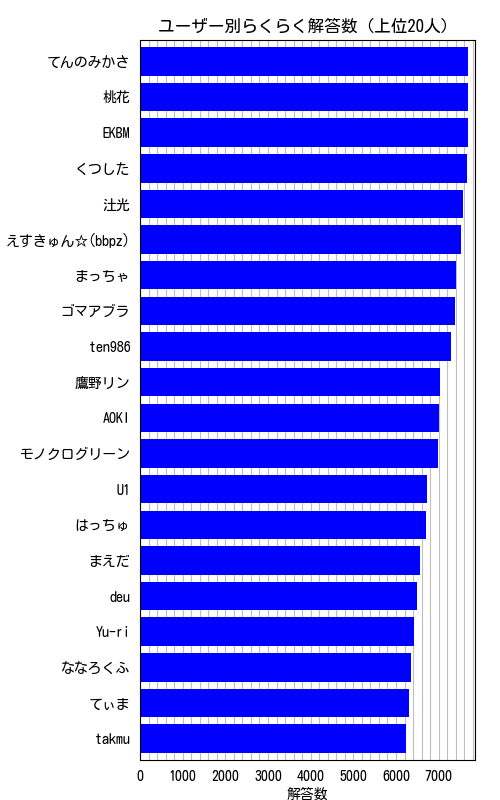 ユーザー別らくらく解答数（上位20人）
てんのみかさ
桃花
EKBM
くつした
注光
えすきゅん☆(bbpz)
まっちゃ
ゴマアブラ
ten986
鷹野リン
AOKI
モノクログリーン
U1
はっちゅ
まえだ
deu
Yu-ri
ななろくふ
てぃま
takmu
0 1000 2000 3000 4000 5000 6000 7000
解答数